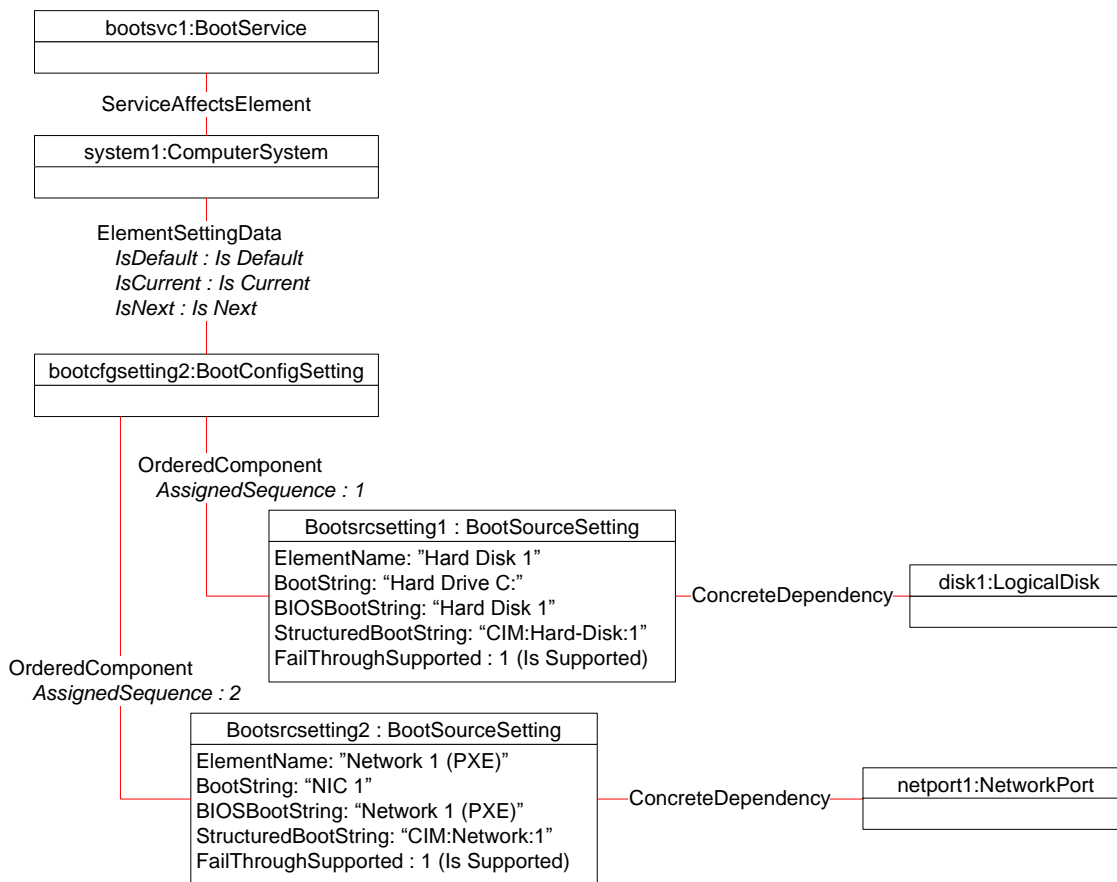 bootsvc1:BootService
ServiceAffectsElement
system1:ComputerSystem
ElementSettingData
IsDefault : Is Default
IsCurrent : Is Current
IsNext : Is Next
bootcfgsetting2:BootConfigSetting
OrderedComponent
AssignedSequence : 1
Bootsrcsetting1 : BootSourceSetting
ElementName: ”Hard Disk 1”
BootString: “Hard Drive C:”
BIOSBootString: “Hard Disk 1”
StructuredBootString: “CIM:Hard-Disk:1”
FailThroughSupported : 1 (Is Supported)
ConcreteDependency
disk1:LogicalDisk
OrderedComponent
AssignedSequence : 2
Bootsrcsetting2 : BootSourceSetting
ElementName: ”Network 1 (PXE)”
BootString: “NIC 1”
BIOSBootString: “Network 1 (PXE)”
StructuredBootString: “CIM:Network:1”
FailThroughSupported : 1 (Is Supported)
ConcreteDependency
netport1:NetworkPort